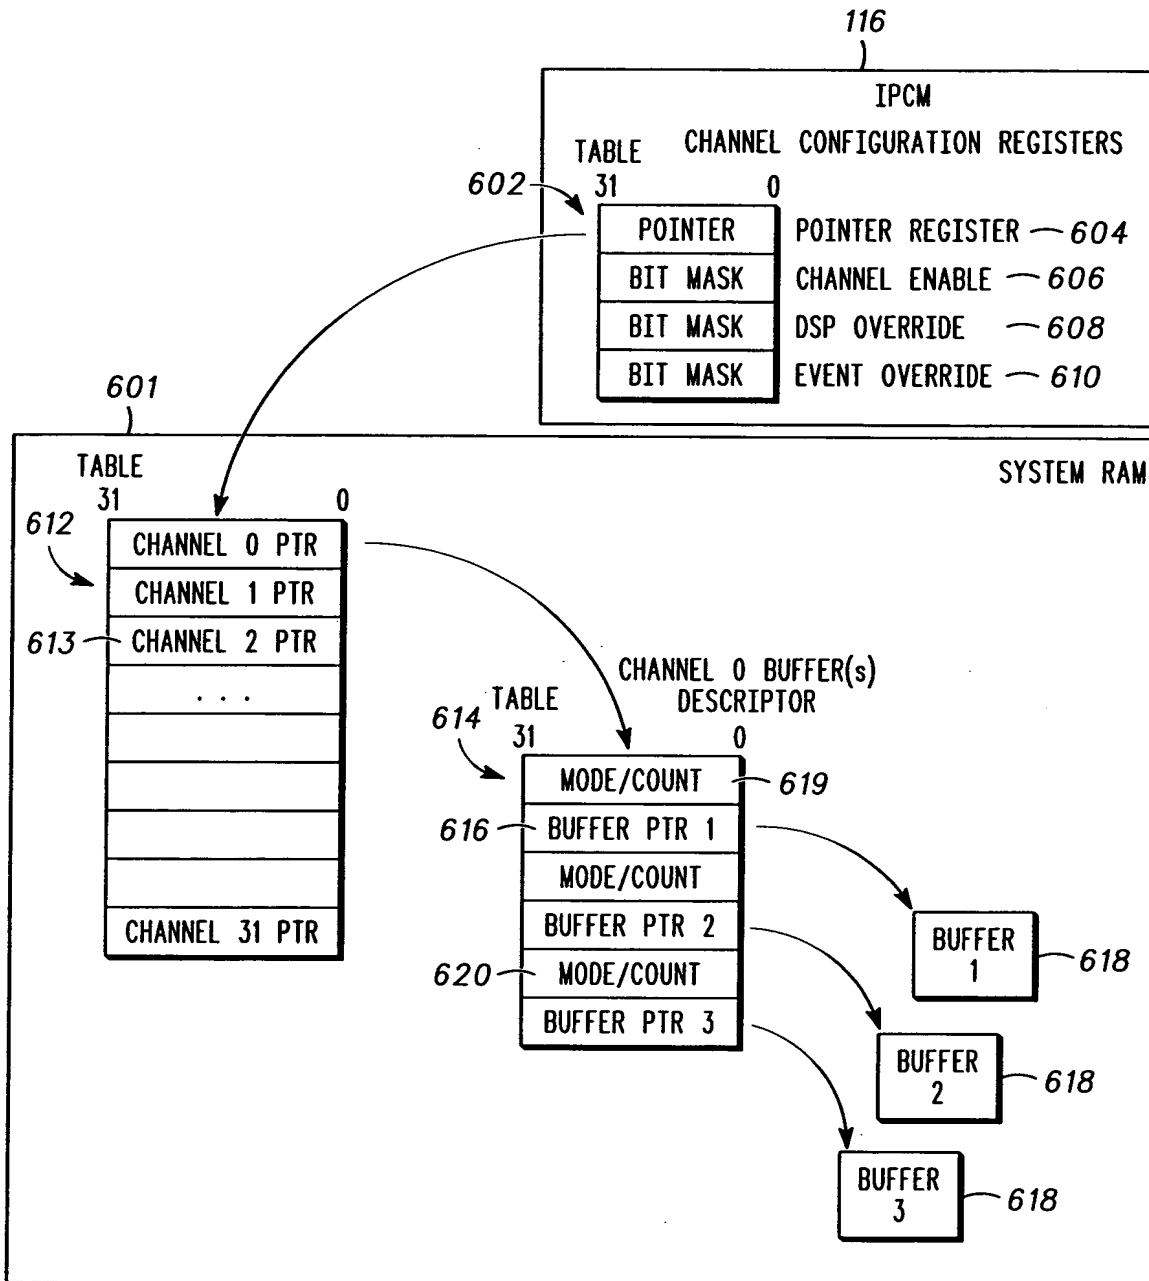 116
IPCM
CHANNEL CONFIGURATION REGISTERS
TABLE
31 0
602
POINTER POINTER REGISTER 604
BIT MASK CHANNEL ENABLE 606
BIT MASK DSP OVERRIDE 608
BIT MASK EVENT OVERRIDE 610
601
SYSTEM RAM
TABLE
31 0
612
CHANNEL 0 PTR
CHANNEL 1 PTR
613 CHANNEL 2 PTR
. . .
CHANNEL 31 PTR
CHANNEL 0 BUFFER(s)
DESCRIPTOR
TABLE
31 0
614
MODE/COUNT 619
616 BUFFER PTR 1
MODE/COUNT
BUFFER PTR 2
620 MODE/COUNT
BUFFER PTR 3
BUFFER
1
618
BUFFER
2
618
BUFFER
3
618